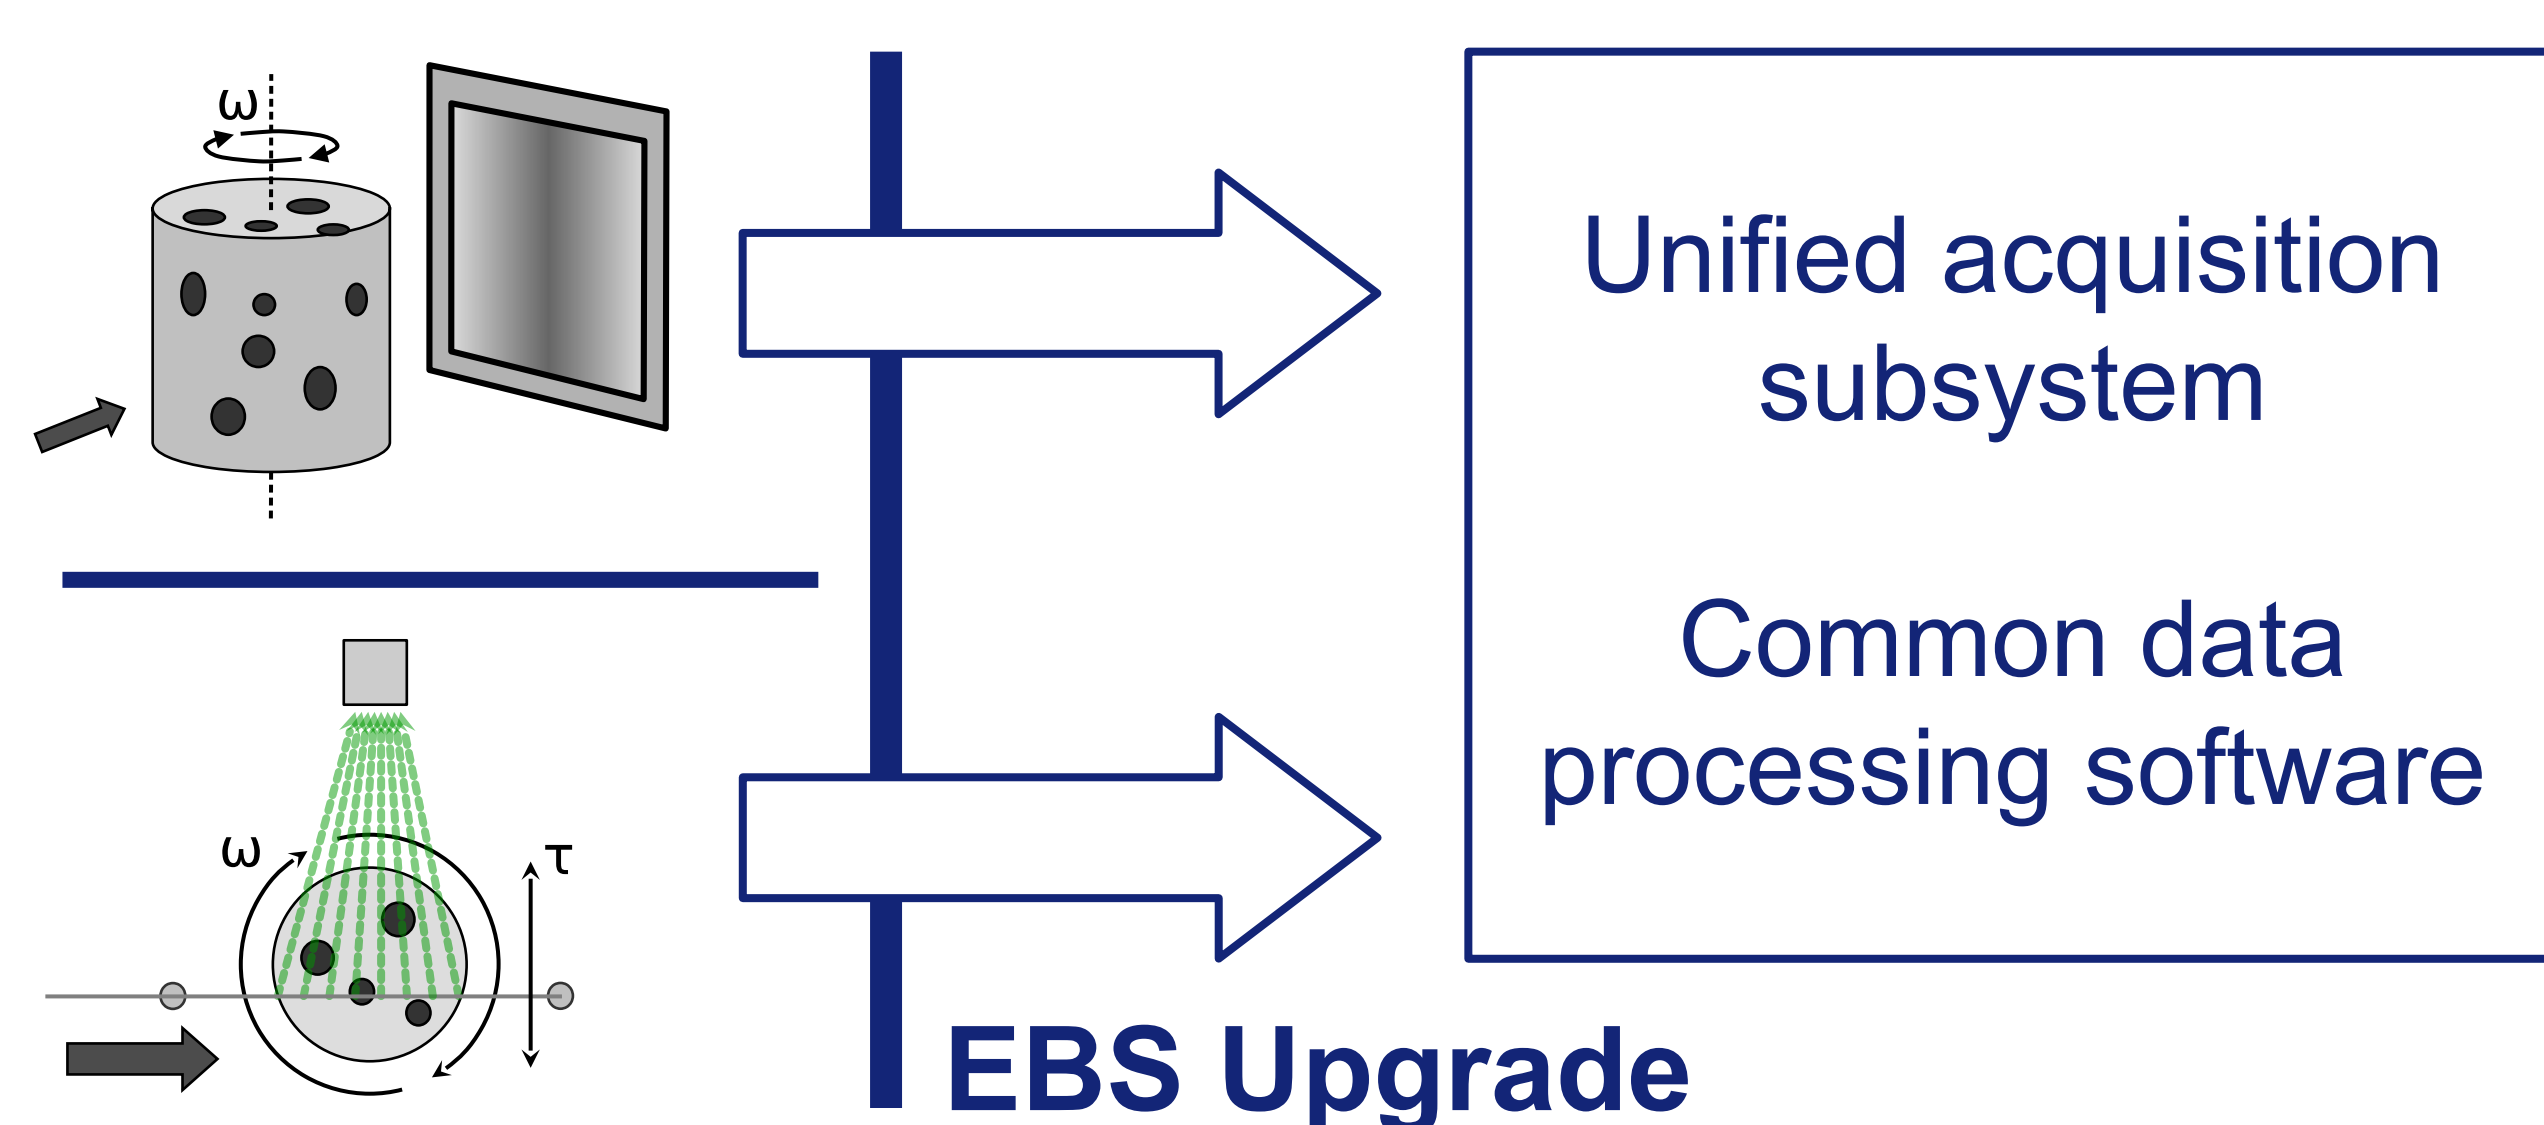 ω
ω
τ
Unified acquisition
subsystem
Common data
processing software
EBS Upgrade